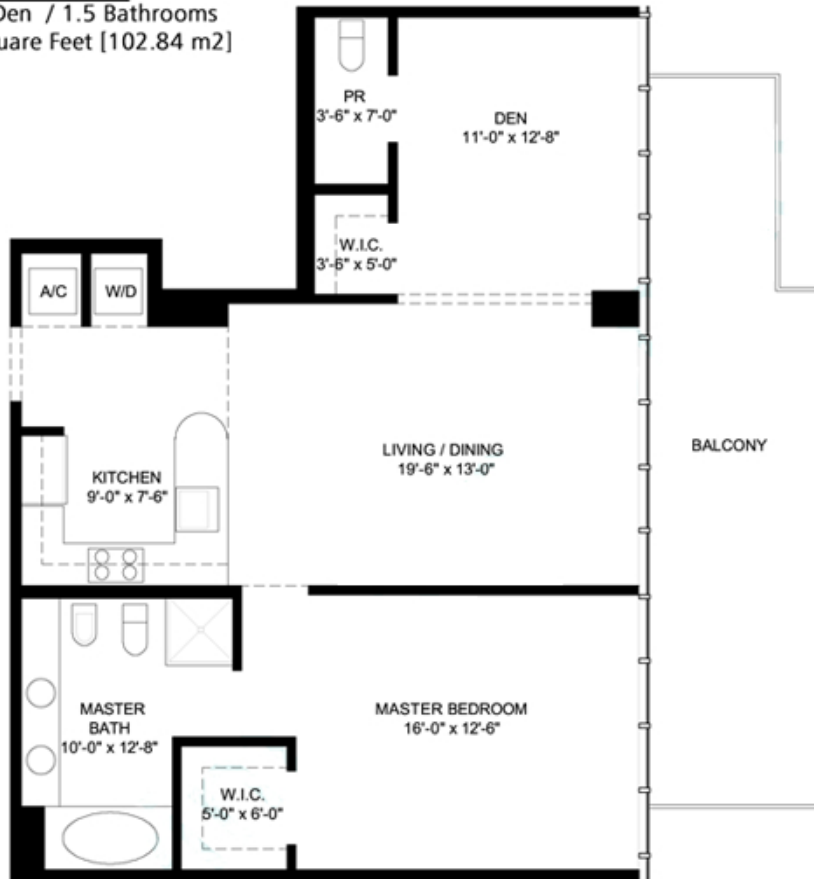 Den / 1.5 Bathrooms
Square Feet [102.84 m2]
PR
3'-6" x 7'-0"
DEN
11'-0" x 12'-8"
W.I.C.
3'-6" x 5'-0"
A/C
W/D
LIVING / DINING
19'-6" x 13'-0"
BALCONY
KITCHEN
9'-0" x 7'-6"
MASTER
BATH
10'-0" x 12'-8"
MASTER BEDROOM
16'-0" x 12'-6"
W.I.C.
5'-0" x 6'-0"